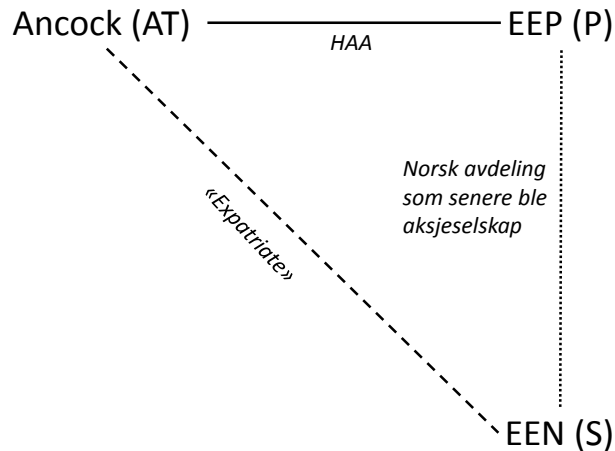 Ancock (AT)
EEP (P)
HAA
Norsk avdeling
som senere ble
aksjeselskap
«Expatriate»
EEN (S)